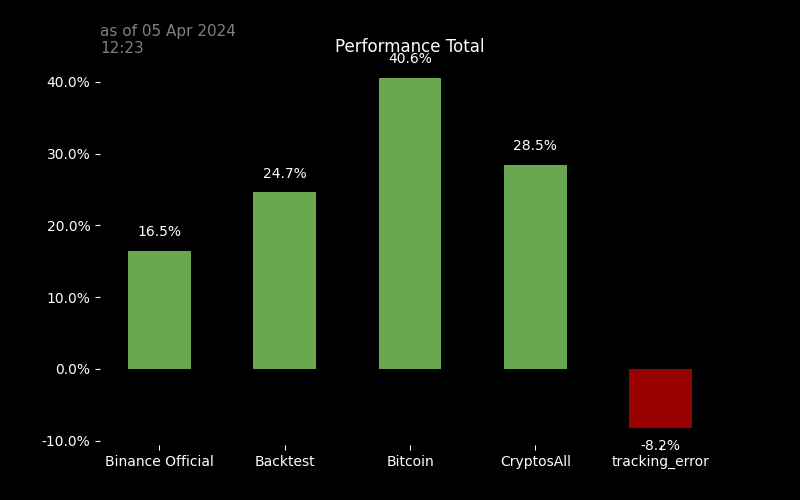 as of 05 Apr 2024
12:23
Performance Total
40.6%
40.0%
30.0%
28.5%
24.7%
20.0%
16.5%
10.0%
0.0%
-10.0%
-8.2%
Binance Official
Backtest
Bitcoin
CryptosAll
tracking_error